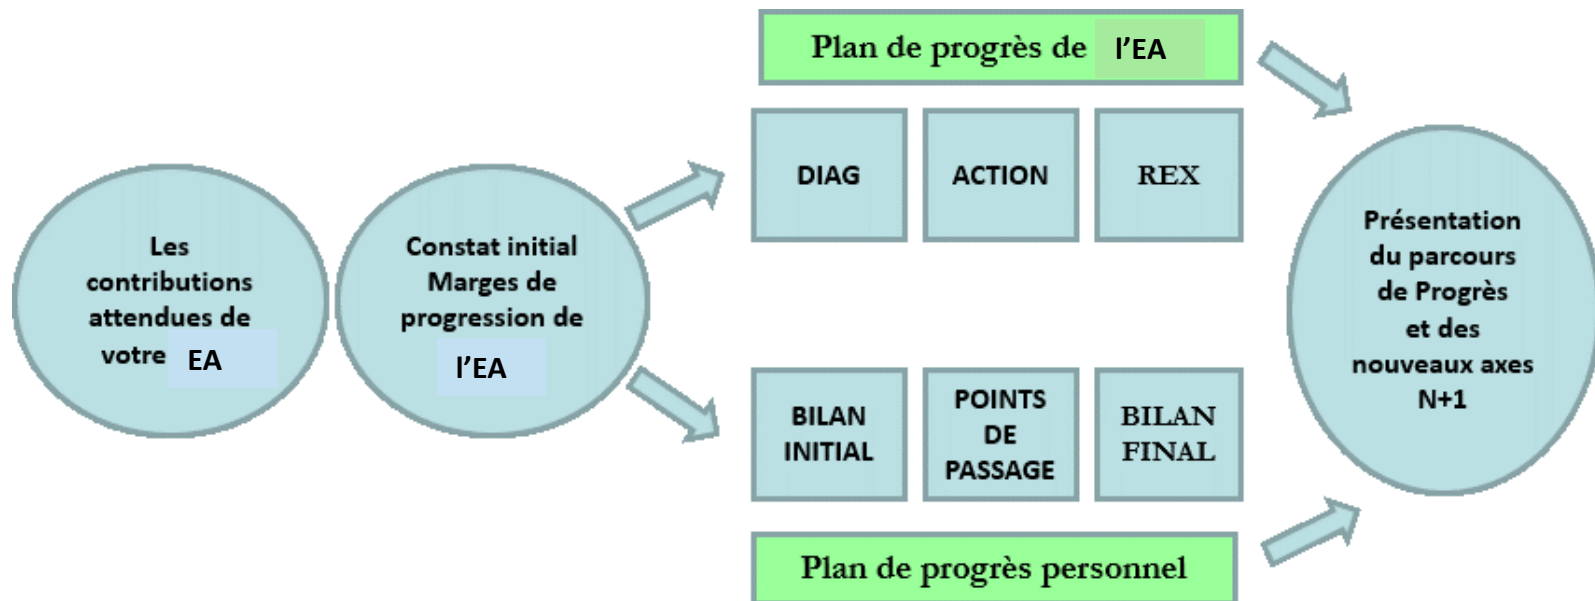 Les
contributions
attendues de
votre EA
Constat initial
Marges de
progression de
l'EA
Plan de progrès de l'EA
DIAG
ACTION
REX
BILAN
INITIAL
POINTS
DE
PASSAGE
BILAN
FINAL
Plan de progrès personnel
Présentation
du parcours
de Progrès
et des
nouveaux axes
N+1